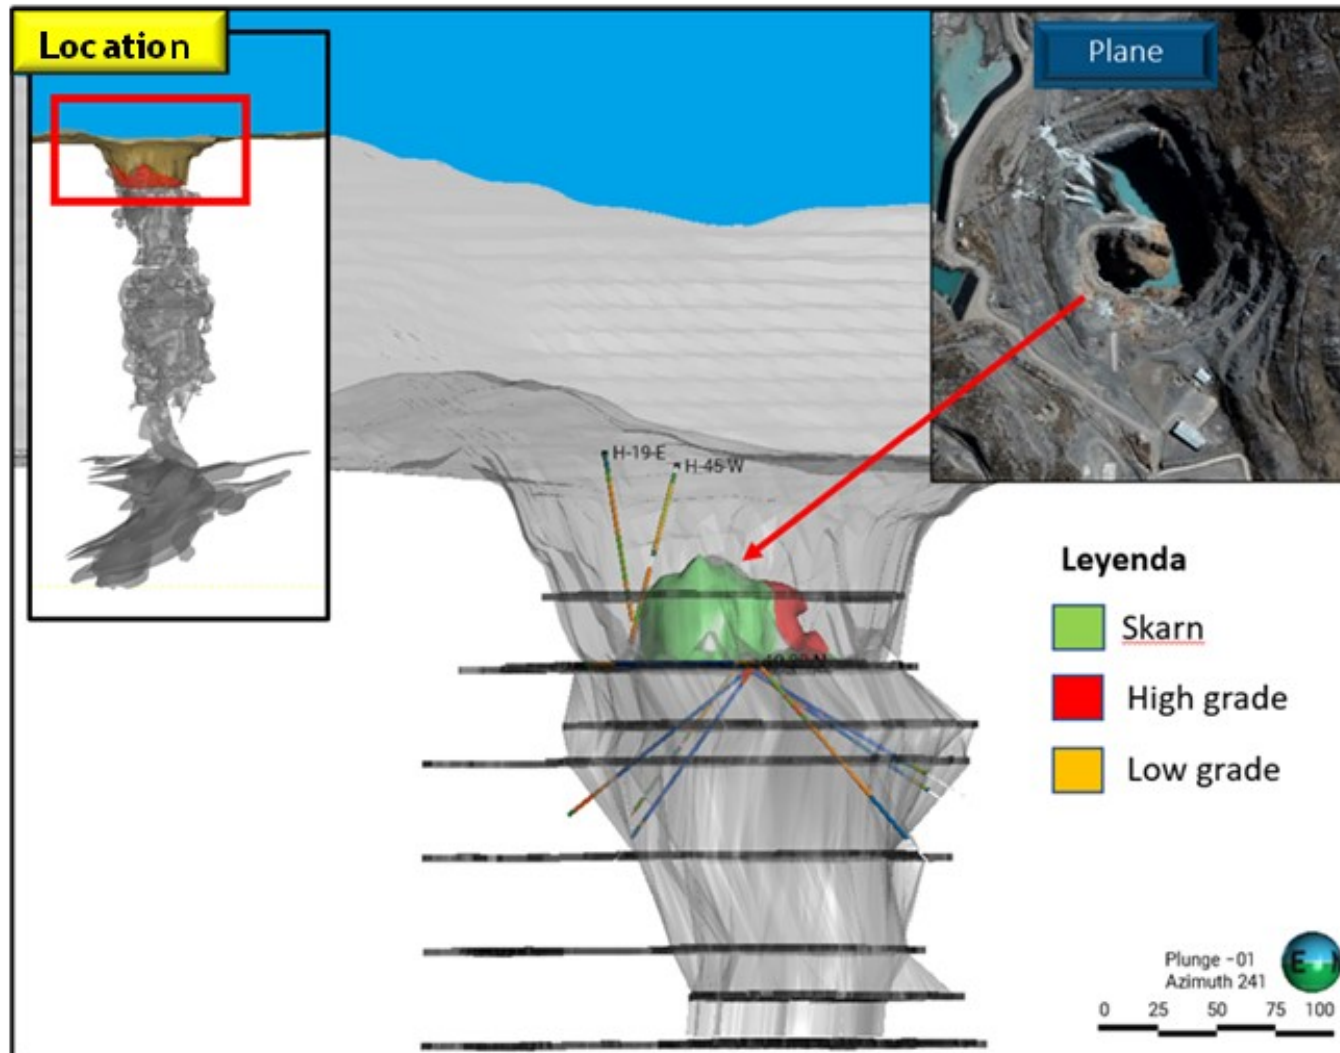 Location
Plane
H-19-E
H-45-W
Leyenda
Skarn
High grade
Low grade
Plunge -01
Azimuth 241
E
0 25 50 75 100